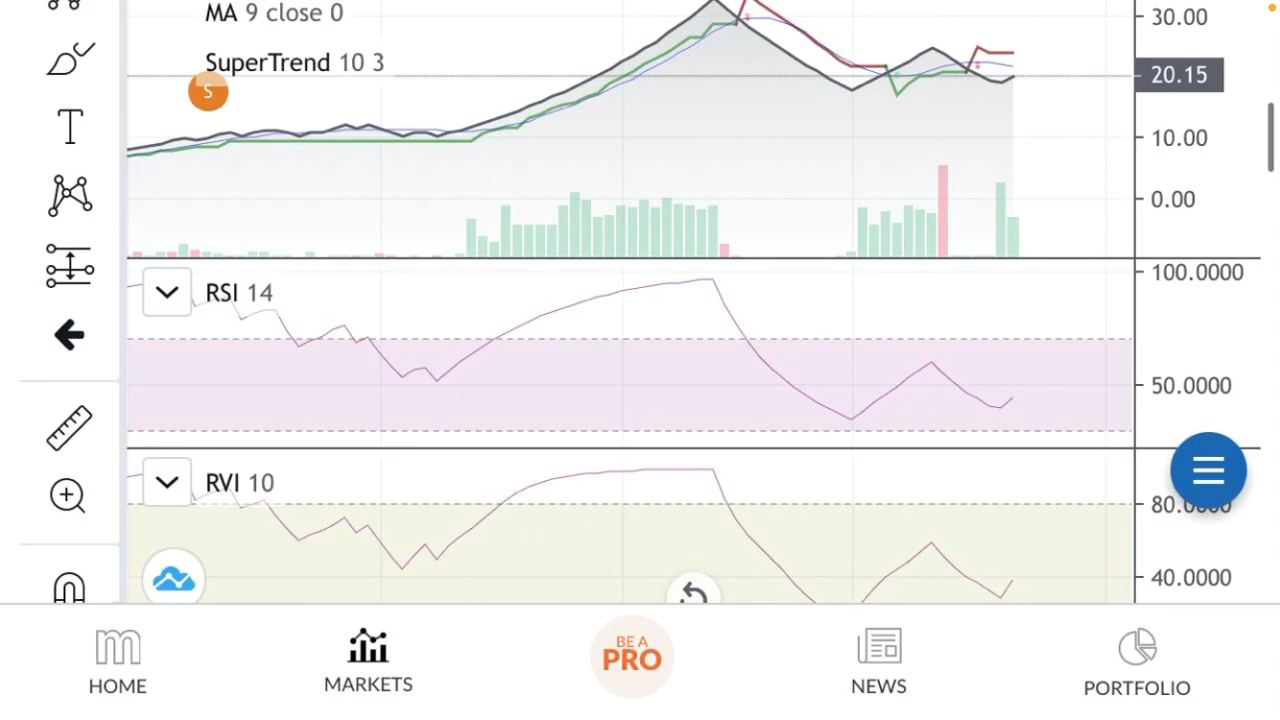 MA 9 close 0
30.00
SuperTrend 10 3
20.15
S
10.00
0.00
RSI 14
100.0000
50.0000
RVI 10
80.0000
40.0000
BE A
PRO
HOME
MARKETS
NEWS
PORTFOLIO